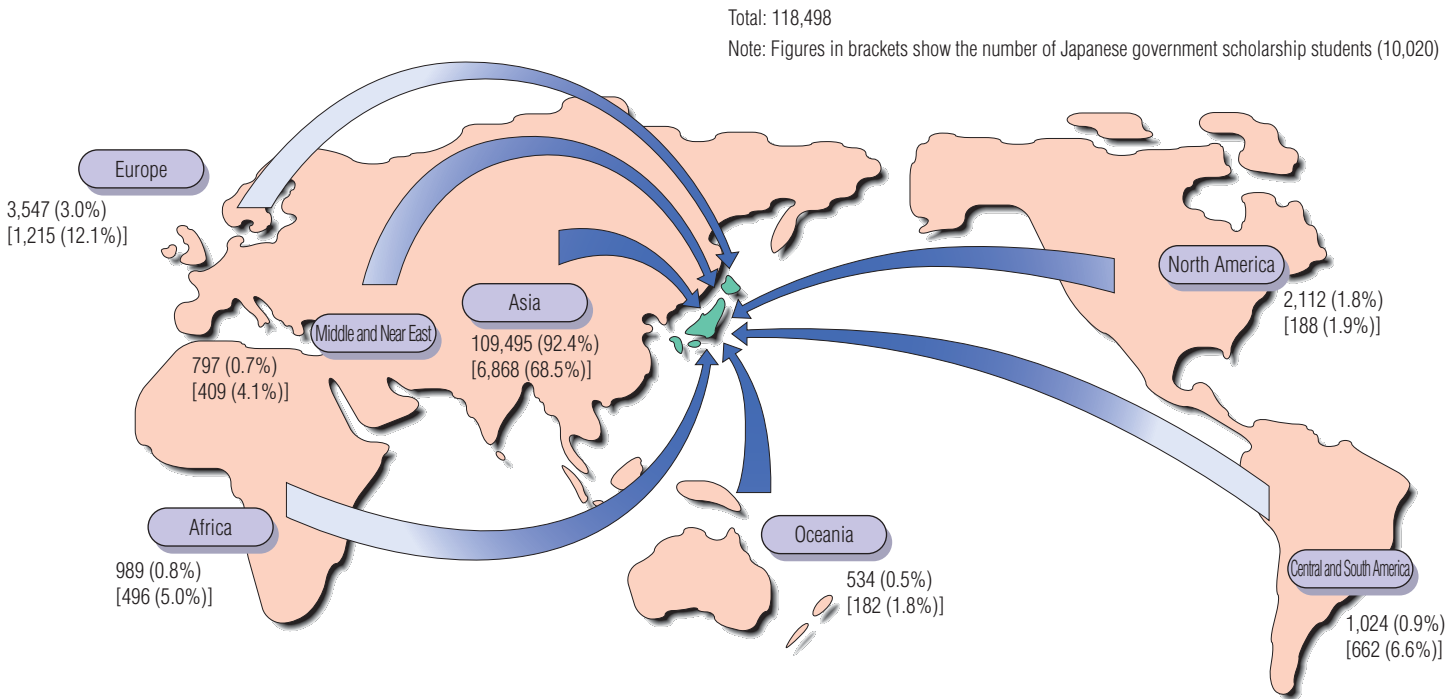 Total: 118,498
Note: Figures in brackets show the number of Japanese government scholarship students (10,020)
Europe
3,547 (3.0%)
[1,215 (12.1%)]
Middle and Near East
797 (0.7%)
[409 (4.1%)]
Asia
109,495 (92.4%)
[6,868 (68.5%)]
North America
2,112 (1.8%)
[188 (1.9%)]
Africa
989 (0.8%)
[496 (5.0%)]
Oceania
534 (0.5%)
[182 (1.8%)]
Central and South America
1,024 (0.9%)
[662 (6.6%)]